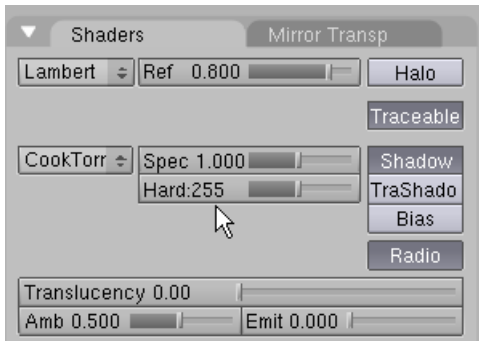 Shaders Mirror Transp
Lambert Ref 0.800 Halo
Traceable
CookTorr Spec 1.000 Shadow
Hard:255 TraShado
Bias
Radio
Translucency 0.00
Amb 0.500 Emit 0.000